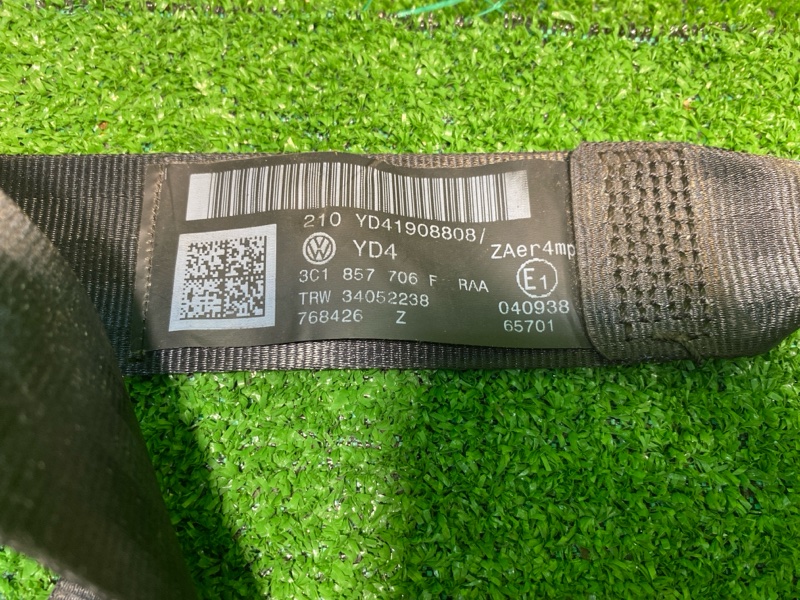 210 YD41908808/
YD4 ZAer4mp
3C1 857 706 F RAA E1
TRW 34052238 040938
768426 Z 65701